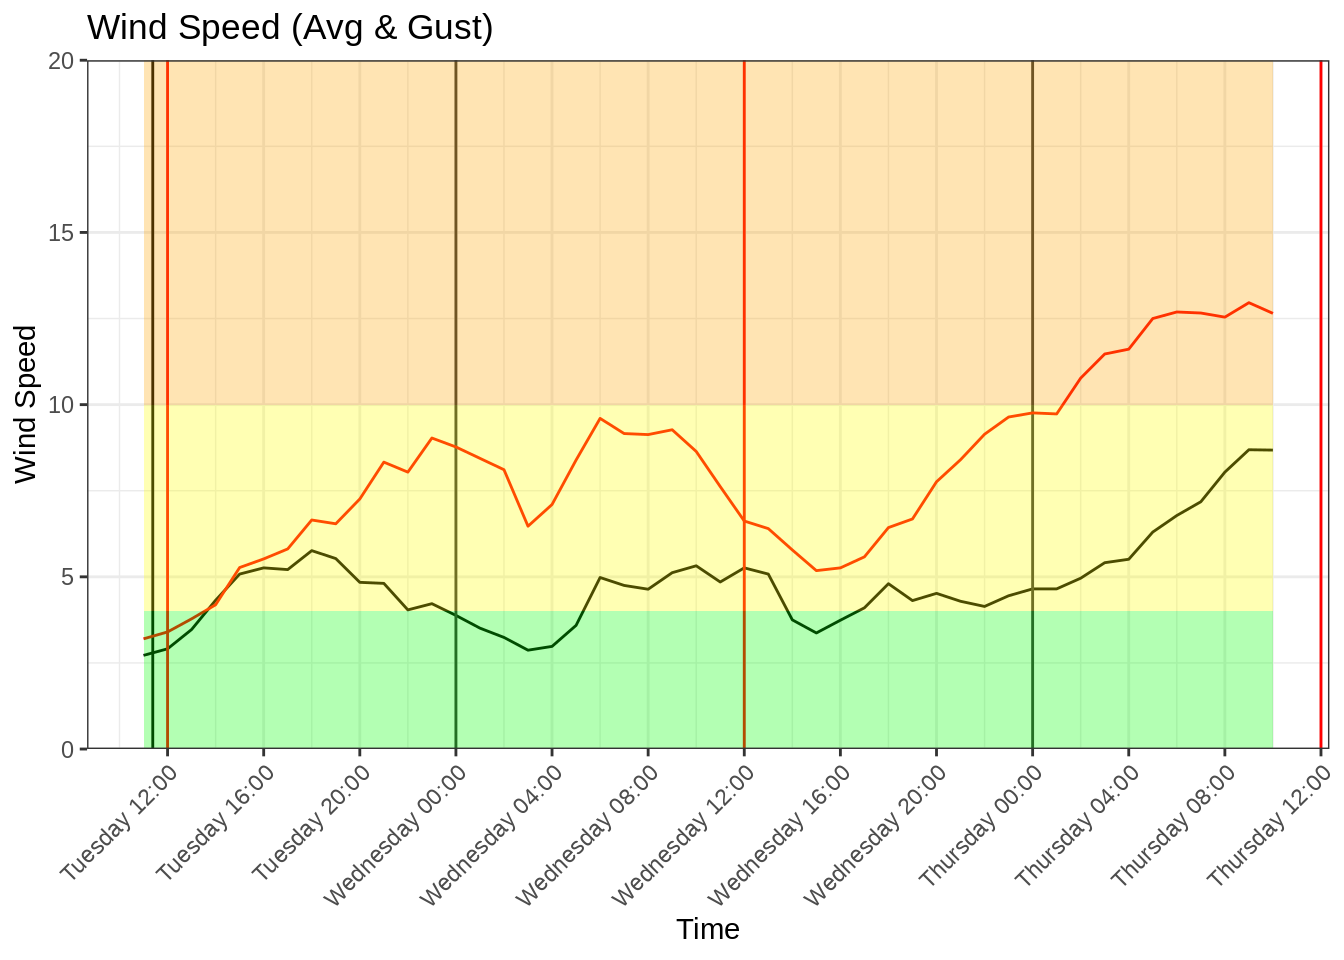 Wind Speed (Avg & Gust)
20
15
10
5
0
Wind Speed
Tuesday 12:00
Tuesday 16:00
Tuesday 20:00
Wednesday 00:00
Wednesday 04:00
Wednesday 08:00
Wednesday 12:00
Wednesday 16:00
Wednesday 20:00
Thursday 00:00
Thursday 04:00
Thursday 08:00
Thursday 12:00
Time